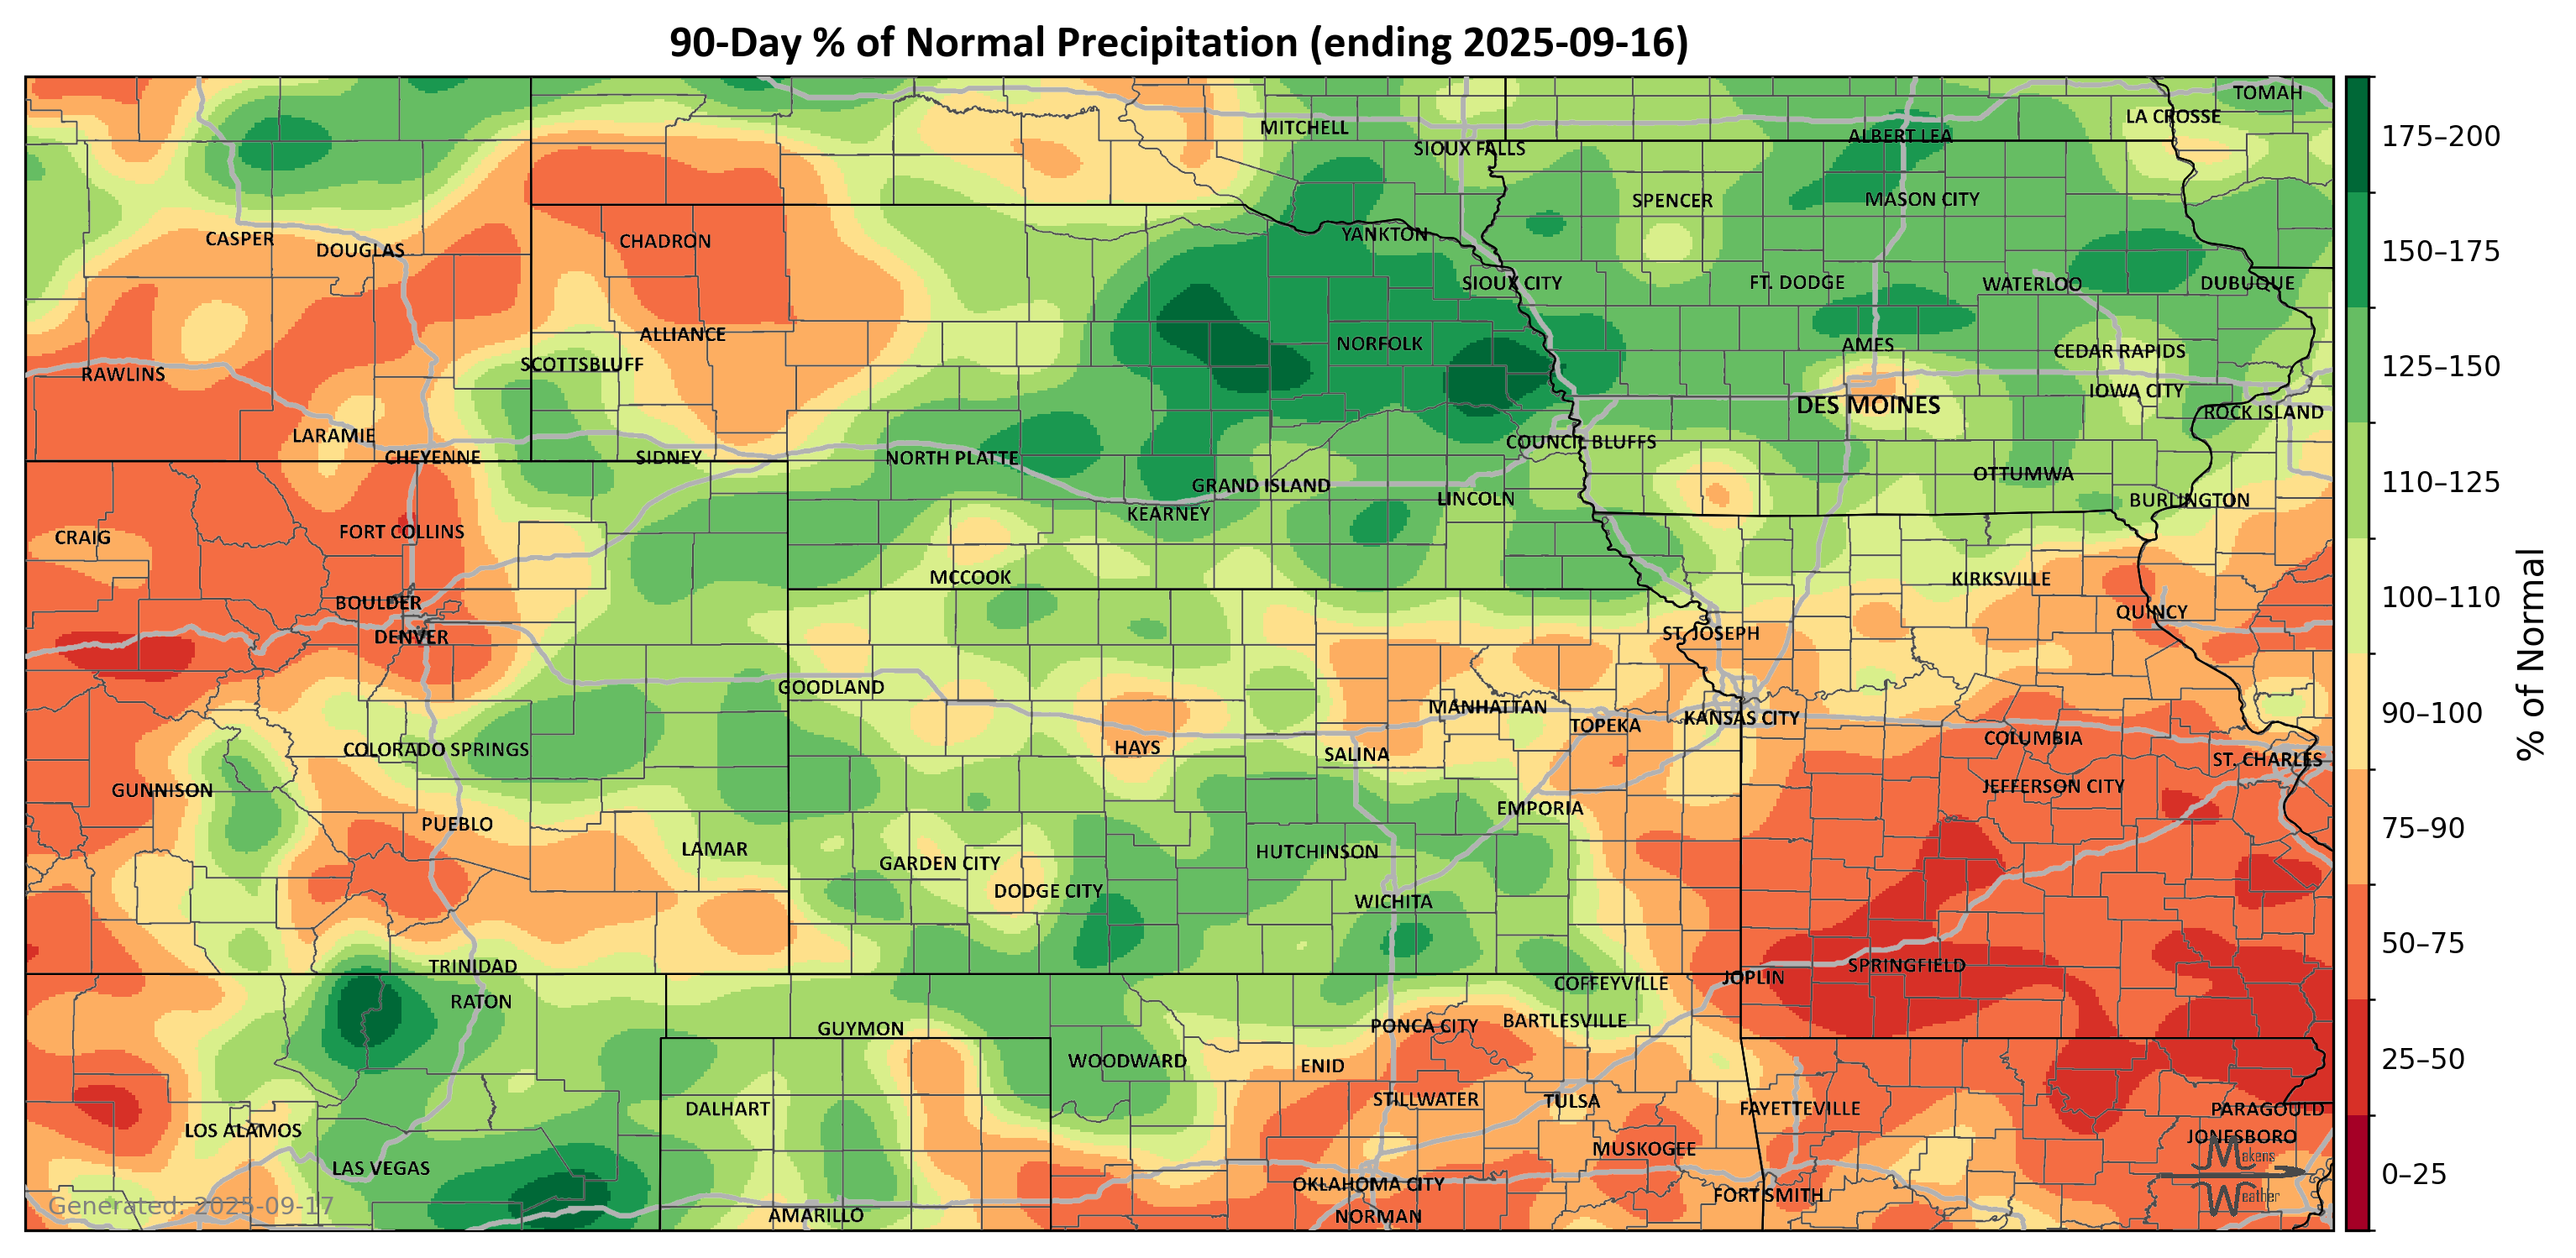 90-Day % of Normal Precipitation (ending 2025-09-16)
TOMAH
LA CROSSE
MITCHELL
ALBERT LEA
SIOUX FALLS
SPENCER
MASON CITY
YANKTON
CASPER
CHADRON
DOUGLAS
SIOUX CITY
FT. DODGE
WATERLOO
DUBUQUE
ALLIANCE
NORFOLK
AMES
CEDAR RAPIDS
SCOTTSBLUFF
RAWLINS
IOWA CITY
DES MOINES
ROCK ISLAND
LARAMIE
COUNCIL BLUFFS
CHEYENNE
SIDNEY
NORTH PLATTE
OTTUMWA
GRAND ISLAND
LINCOLN
BURLINGTON
KEARNEY
FORT COLLINS
CRAIG
MCCOOK
KIRKSVILLE
BOULDER
QUINCY
DENVER
ST. JOSEPH
GOODLAND
MANHATTAN
TOPEKA
KANSAS CITY
COLUMBIA
COLORADO SPRINGS
HAYS
SALINA
ST. CHARLES
GUNNISON
JEFFERSON CITY
EMPORIA
PUEBLO
LAMAR
HUTCHINSON
GARDEN CITY
DODGE CITY
WICHITA
TRINIDAD
SPRINGFIELD
JOPLIN
COFFEYVILLE
RATON
BARTLESVILLE
PONCA CITY
GUYMON
WOODWARD
ENID
STILLWATER
TULSA
DALHART
FAYETTEVILLE
PARAGOULD
LOS ALAMOS
JONESBORO
MUSKOGEE
LAS VEGAS
OKLAHOMA CITY
FORT SMITH
AMARILLO
NORMAN
Makens
Weather
Generated: 2025-09-17
175–200
150–175
125–150
110–125
100–110
90–100
75–90
50–75
25–50
0–25
% of Normal